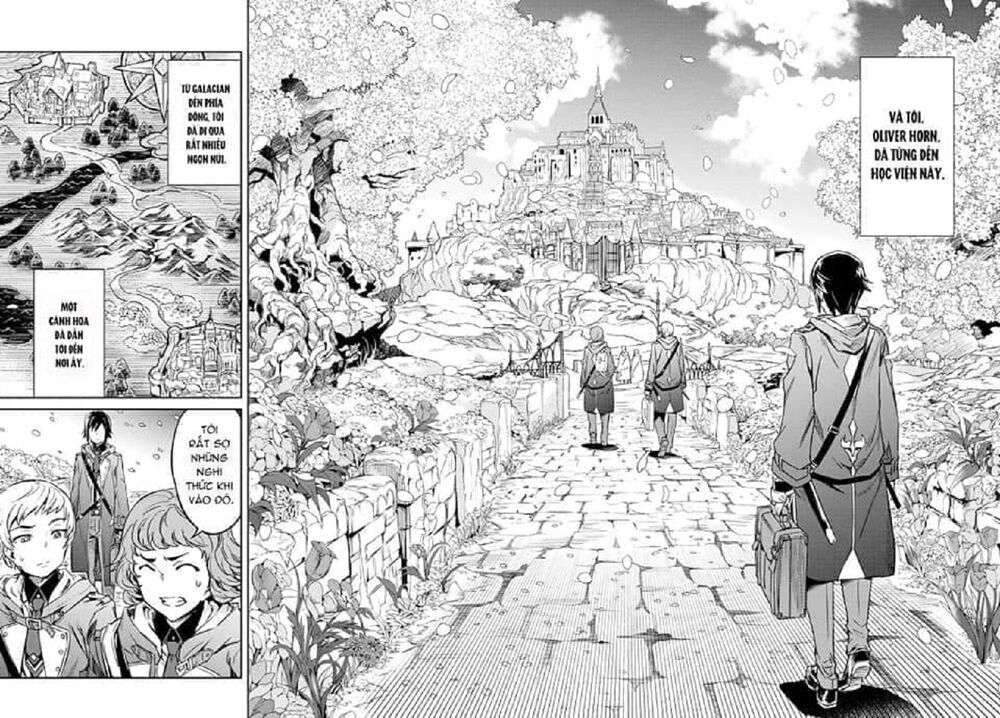 VÀ TÔI,
OLIVER HORN,
ĐÃ TỪNG ĐẾN
HỌC VIỆN NÀY.
TỪ GALACIAN
ĐẾN PHÍA
ĐÔNG, TÔI
ĐÃ ĐI QUA
RẤT NHIỀU
NGỌN NÚI.
MỘT
CÁNH HOA
ĐÃ DẪN
TÔI ĐẾN
NƠI ẤY.
TÔI
RẤT SỢ
NHỮNG
NGHI
THỨC KHI
VÀO ĐÓ.